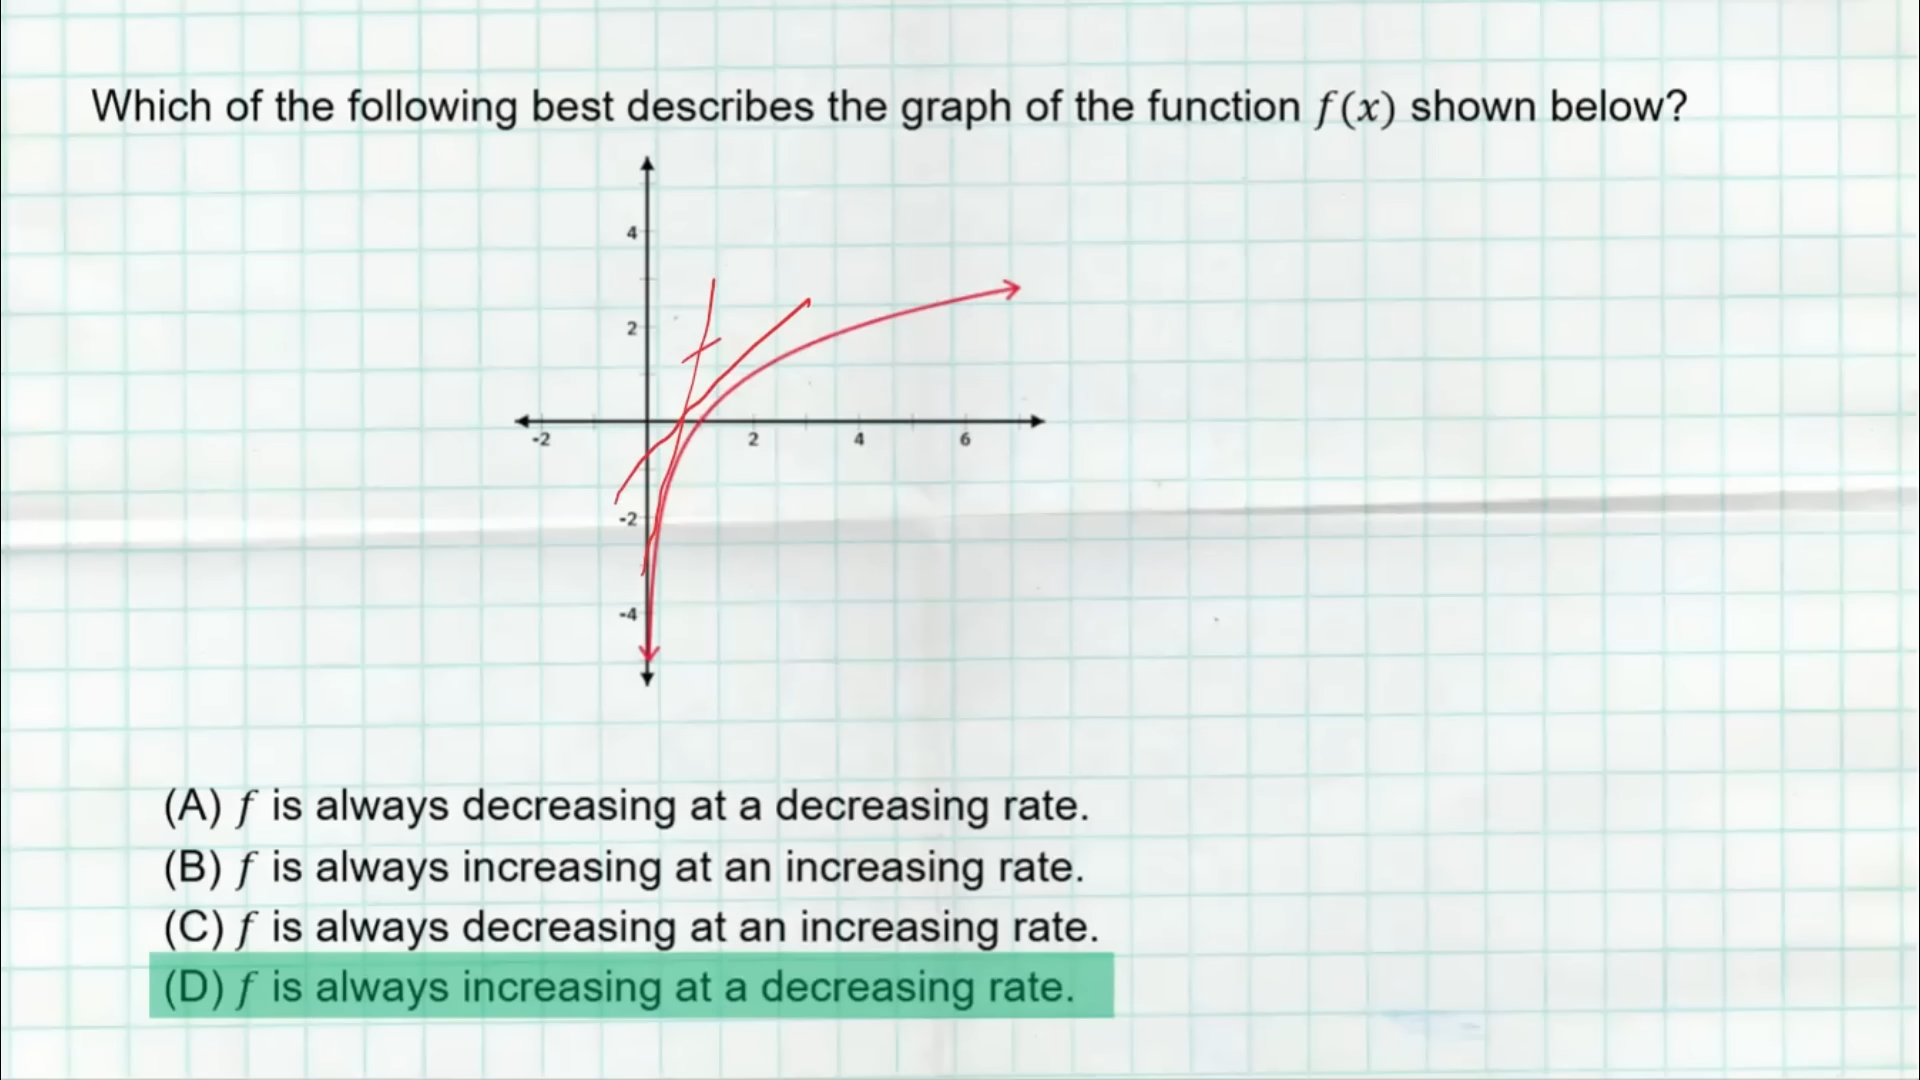 Which of the following best describes the graph of the function f(x) shown below?
4
2
-2 2 4 6
-2
-4
(A) f is always decreasing at a decreasing rate.
(B) f is always increasing at an increasing rate.
(C) f is always decreasing at an increasing rate.
(D) f is always increasing at a decreasing rate.